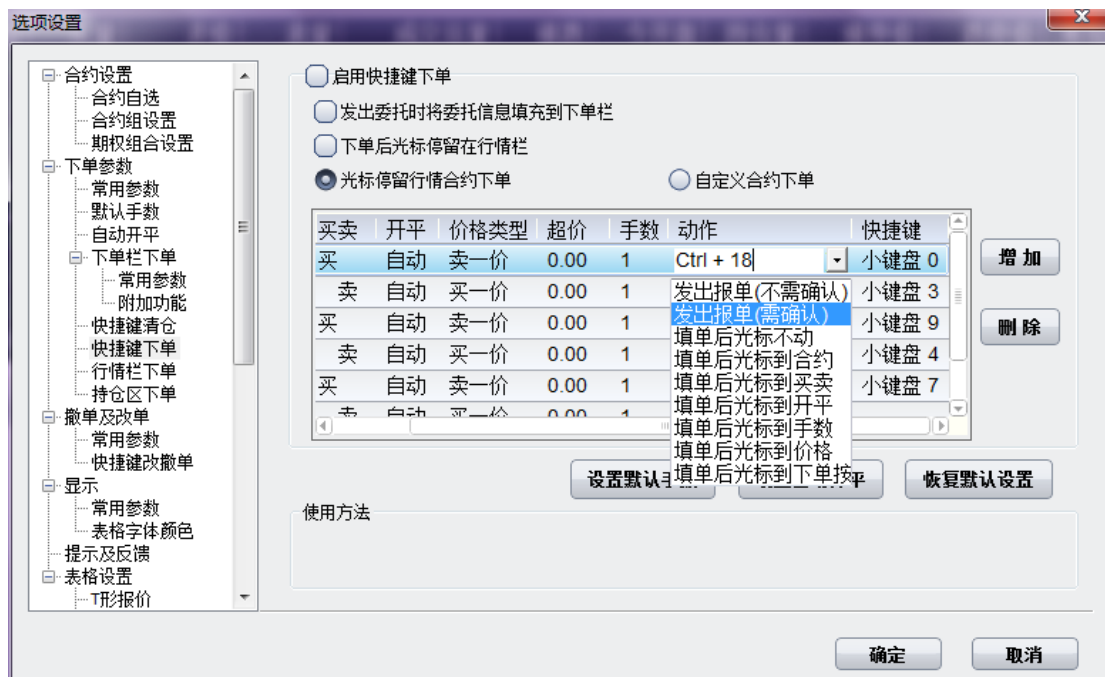 选项设置
合约设置
合约自选
合约组设置
期权组合设置
下单参数
常用参数
默认手数
自动开平
下单栏下单
常用参数
附加功能
快捷键清仓
快捷键下单
行情栏下单
持仓区下单
撤单及改单
常用参数
快捷键改撤单
显示
常用参数
表格字体颜色
提示及反馈
表格设置
T形报价
启用快捷键下单
发出委托时将委托信息填充到下单栏
下单后光标停留在行情栏
光标停留行情合约下单 自定义合约下单
买卖 开平 价格类型 超价 手数 动作 快捷键
买 自动 卖一价 0.00 1 Ctrl + 18 小键盘 0
卖 自动 买一价 0.00 1 小键盘 3
买 自动 卖一价 0.00 1 小键盘 9
卖 自动 买一价 0.00 1 小键盘 4
买 自动 卖一价 0.00 1 小键盘 7
卖 自动 买一价 0.00 1
发出报单(不需确认)
发出报单(需确认)
填单后光标不动
填单后光标到合约
填单后光标到买卖
填单后光标到开平
填单后光标到手数
填单后光标到价格
填单后光标到下单按
增加
删除
设置默认手 平 恢复默认设置
使用方法
确定 取消